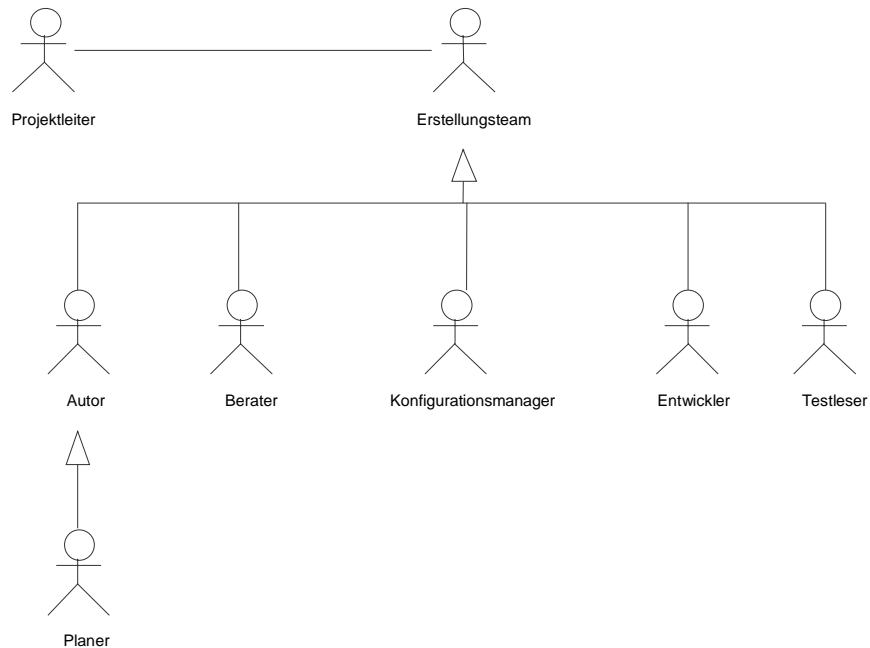 Projektleiter
Erstellungsteam
Autor
Berater
Konfigurationsmanager
Entwickler
Testleser
Planer